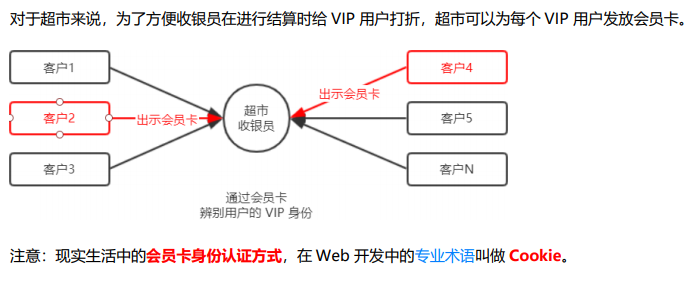 对于超市来说，为了方便收银员在进行结算时给 VIP 用户打折，超市可以为每个 VIP 用户发放会员卡。
客户1
客户4
出示会员卡
客户2
出示会员卡
超市
收银员
客户5
客户3
客户N
通过会员卡
辨别用户的 VIP 身份
注意：现实生活中的会员卡身份认证方式，在 Web 开发中的专业术语叫做 Cookie。